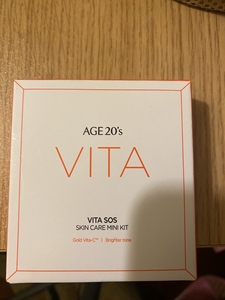 AGE 20's
VITA
VITA SOS
SKIN CARE MINI KIT
Gold Vita-C™ | Brighter tone